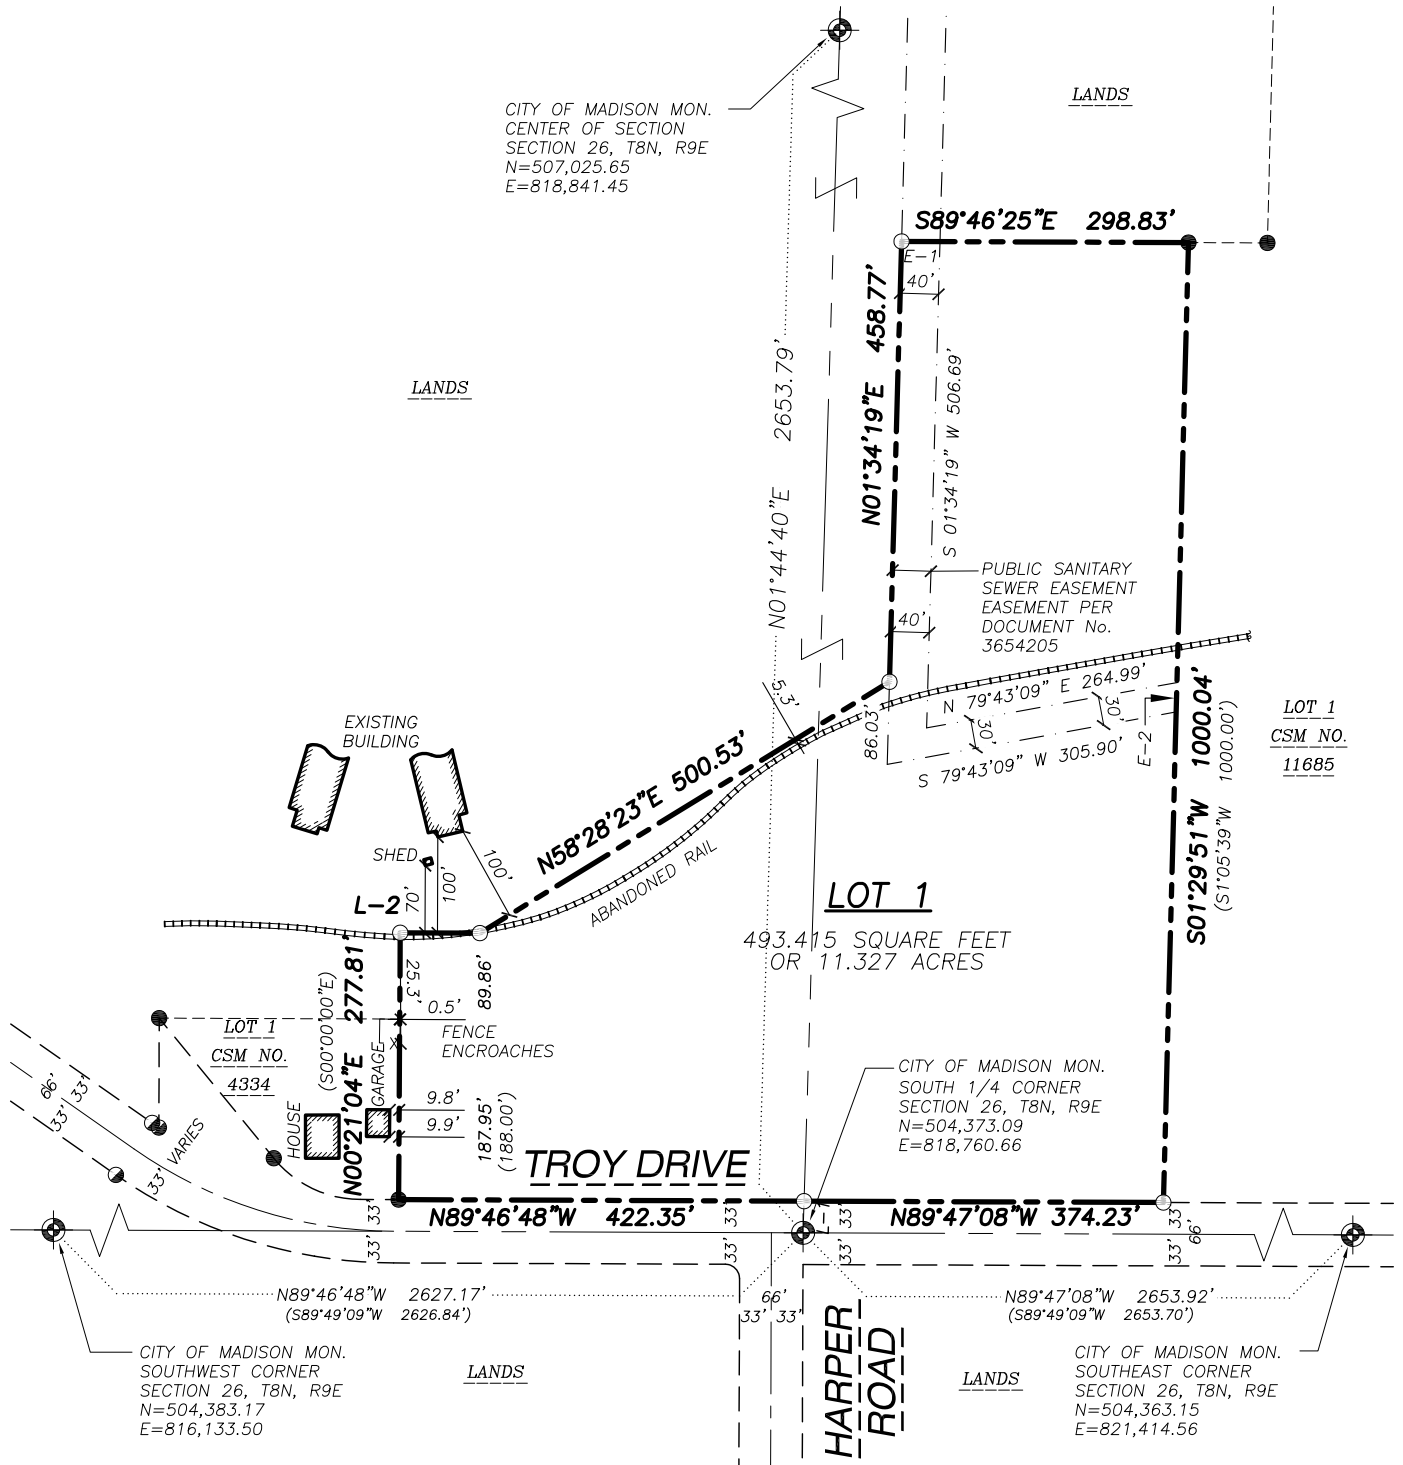 CITY OF MADISON MON.
CENTER OF SECTION
SECTION 26, T8N, R9E
N=507,025.65
E=818,841.45
LANDS
S89°46'25"E 298.83'
E-1
40'
N01°34'19"E 458.77'
S 01°34'19" W 506.69'
2653.79'
N01°44'40"E
LANDS
PUBLIC SANITARY
SEWER EASEMENT
EASEMENT PER
DOCUMENT No.
3654205
40'
5.3'
86.03'
N 79°43'09" E 264.99'
30'
30'
S 79°43'09" W 305.90'
E-2
S01°29'51"W 1000.04'
(S1°05'39"W 1000.00')
LOT 1
CSM NO.
11685
EXISTING
BUILDING
SHED
70'
100'
100'
N58°28'23"E 500.53'
ABANDONED RAIL
L-2
LOT 1
493.415 SQUARE FEET
OR 11.327 ACRES
N00°21'04"E 277.81'
(S00°00'00"E)
25.3'
89.86'
0.5'
FENCE
ENCROACHES
X
LOT 1
CSM NO.
4334
GARAGE
HOUSE
9.8'
9.9'
187.95'
(188.00')
66'
33'
33'
33'
33' VARIES
CITY OF MADISON MON.
SOUTH 1/4 CORNER
SECTION 26, T8N, R9E
N=504,373.09
E=818,760.66
TROY DRIVE
N89°46'48"W 422.35'
N89°47'08"W 374.23'
33'
33'
33'
33'
33'
33'
33'
33'
66'
N89°46'48"W 2627.17'
(S89°49'09"W 2626.84')
66'
33' 33'
N89°47'08"W 2653.92'
(S89°49'09"W 2653.70')
HARPER
ROAD
CITY OF MADISON MON.
SOUTHWEST CORNER
SECTION 26, T8N, R9E
N=504,383.17
E=816,133.50
LANDS
LANDS
CITY OF MADISON MON.
SOUTHEAST CORNER
SECTION 26, T8N, R9E
N=504,363.15
E=821,414.56